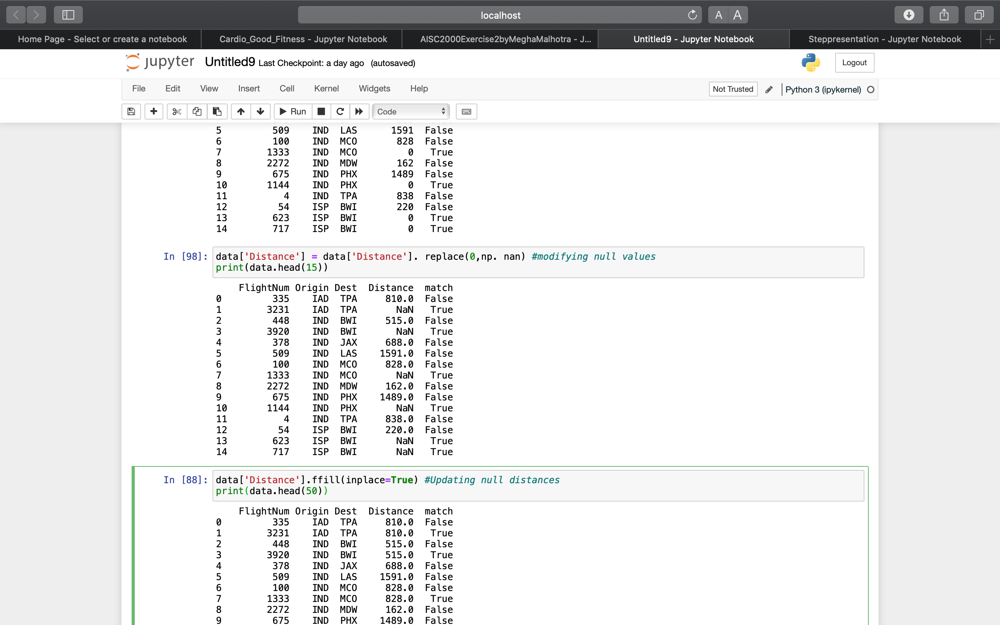 localhost
A A
Home Page - Select or create a notebook
Cardio_Good_Fitness - Jupyter Notebook
AISC2000Exercise2byMeghaMalhotra - J...
Untitled9 - Jupyter Notebook
Steppresentation - Jupyter Notebook
jupyter Untitled9 Last Checkpoint: a day ago (autosaved)
Logout
File Edit View Insert Cell Kernel Widgets Help
Not Trusted
Python 3 (ipykernel)
Run
Code
5 509 IND LAS 1591 False
6 100 IND MCO 828 False
7 1333 IND MCO 0 True
8 2272 IND MDW 162 False
9 675 IND PHX 1489 False
10 1144 IND PHX 0 True
11 4 IND TPA 838 False
12 54 ISP BWI 220 False
13 623 ISP BWI 0 True
14 717 ISP BWI 0 True
In [98]: data['Distance'] = data['Distance']. replace(0,np. nan) #modifying null values
print(data.head(15))
FlightNum Origin Dest Distance match
0 335 IAD TPA 810.0 False
1 3231 IAD TPA NaN True
2 448 IND BWI 515.0 False
3 3920 IND BWI NaN True
4 378 IND JAX 688.0 False
5 509 IND LAS 1591.0 False
6 100 IND MCO 828.0 False
7 1333 IND MCO NaN True
8 2272 IND MDW 162.0 False
9 675 IND PHX 1489.0 False
10 1144 IND PHX NaN True
11 4 IND TPA 838.0 False
12 54 ISP BWI 220.0 False
13 623 ISP BWI NaN True
14 717 ISP BWI NaN True
In [88]: data['Distance'].ffill(inplace=True) #Updating null distances
print(data.head(50))
FlightNum Origin Dest Distance match
0 335 IAD TPA 810.0 False
1 3231 IAD TPA 810.0 True
2 448 IND BWI 515.0 False
3 3920 IND BWI 515.0 True
4 378 IND JAX 688.0 False
5 509 IND LAS 1591.0 False
6 100 IND MCO 828.0 False
7 1333 IND MCO 828.0 True
8 2272 IND MDW 162.0 False
9 675 IND PHX 1489.0 False